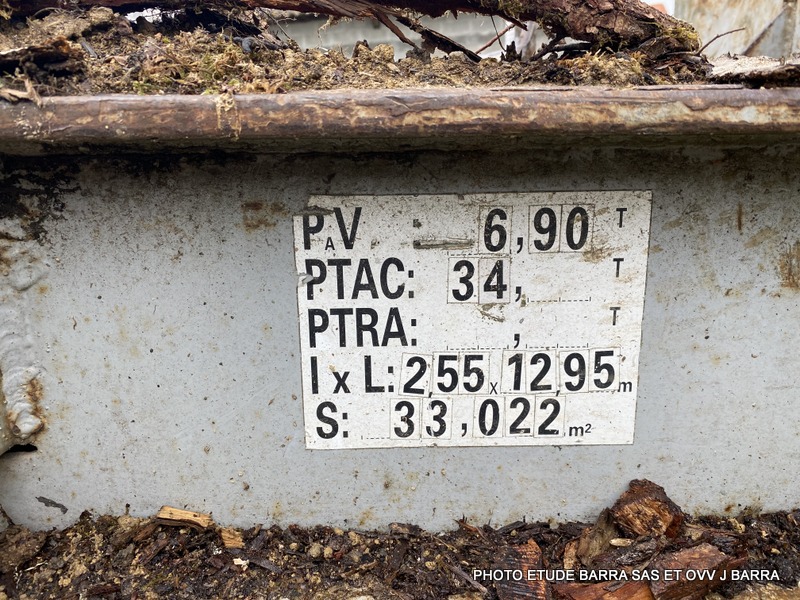 PAV : 6,90 T
PTAC: 34, T
PTRA: , T
l x L: 2,55 x 12,95 m
S: 33,022 m²
PHOTO ETUDE BARRA SAS ET OVV J BARRA